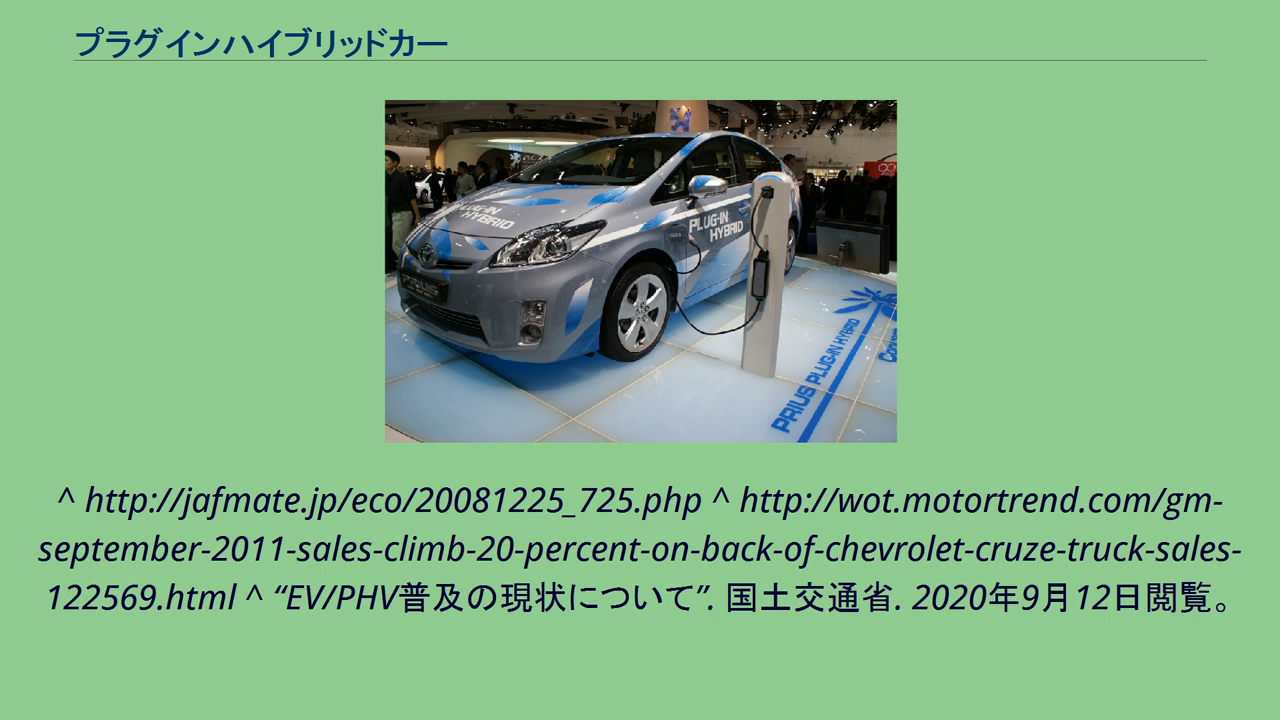 プラグインハイブリッドカー
PLUG-IN
HYBRID
PLUG-IN
HYBRID
PRIUS
PRIUS PLUG-IN HYBRID
^ http://jafmate.jp/eco/20081225_725.php ^ http://wot.motortrend.com/gm-
september-2011-sales-climb-20-percent-on-back-of-chevrolet-cruze-truck-sales-
122569.html ^ “EV/PHV普及の現状について”. 国土交通省. 2020年9月12日閲覧。